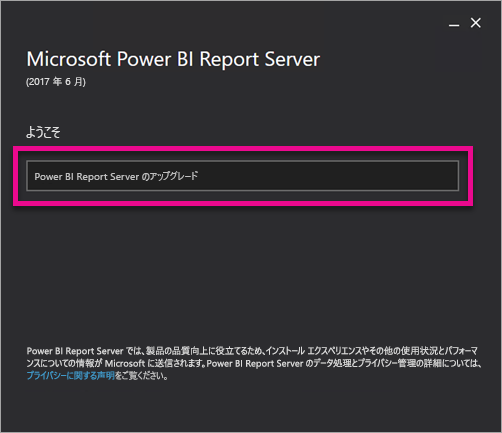 Microsoft Power BI Report Server
(2017 年 6 月)
ようこそ
Power BI Report Server のアップグレード
Power BI Report Server では、製品の品質向上に役立てるため、インストール エクスペリエンスやその他の使用状況とパフォーマ
ンスについての情報が Microsoft に送信されます。Power BI Report Server のデータ処理とプライバシー管理の詳細については、
プライバシーに関する声明をご覧ください。